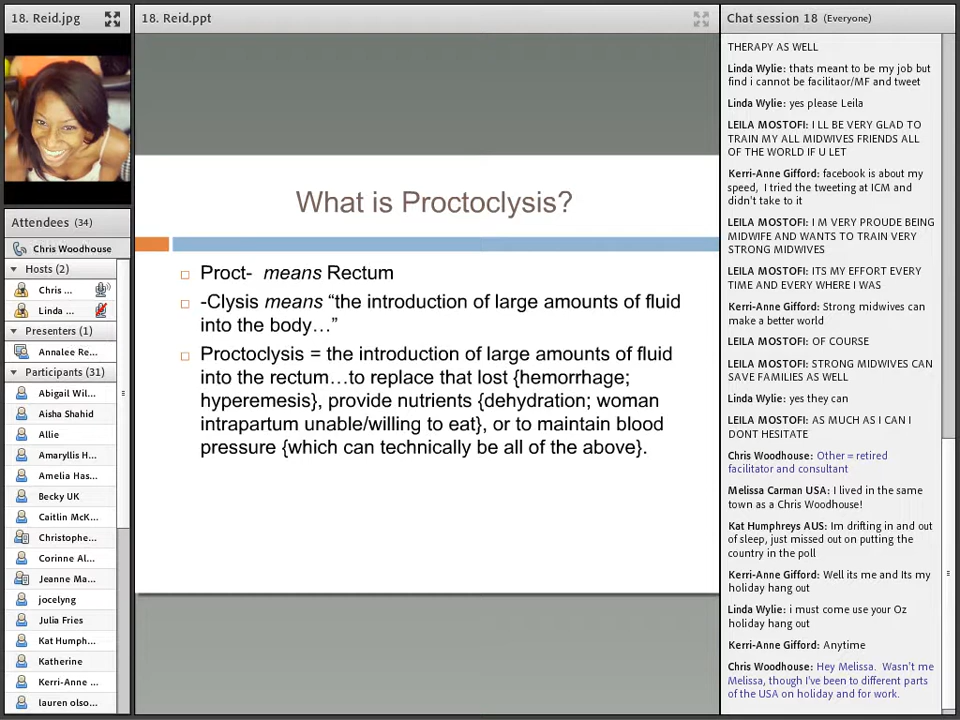 18. Reid.jpg
Attendees (34)
Chris Woodhouse
Hosts (2)
Chris ...
Linda ...
Presenters (1)
Annalee Re...
Participants (31)
Abigail Wil...
Aisha Shahid
Allie
Amaryllis H...
Amelia Has...
Becky UK
Caitlin McK...
Christophe...
Corinne Al...
Jeanne Ma...
jocelyng
Julia Fries
Kat Humph...
Katherine
Kerri-Anne ...
lauren olso...
18. Reid.ppt
What is Proctoclysis?
Proct- means Rectum
-Clysis means “the introduction of large amounts of fluid
into the body…”
Proctoclysis = the introduction of large amounts of fluid
into the rectum…to replace that lost {hemorrhage;
hyperemesis}, provide nutrients {dehydration; woman
intrapartum unable/willing to eat}, or to maintain blood
pressure {which can technically be all of the above}.
Chat session 18 (Everyone)
THERAPY AS WELL
Linda Wylie: thats meant to be my job but
find i cannot be facilitaor/MF and tweet
Linda Wylie: yes please Leila
LEILA MOSTOFI: I LL BE VERY GLAD TO
TRAIN MY ALL MIDWIVES FRIENDS ALL
OF THE WORLD IF U LET
Kerri-Anne Gifford: facebook is about my
speed, I tried the tweeting at ICM and
didn't take to it
LEILA MOSTOFI: I M VERY PROUDE BEING
MIDWIFE AND WANTS TO TRAIN VERY
STRONG MIDWIVES
LEILA MOSTOFI: ITS MY EFFORT EVERY
TIME AND EVERY WHERE I WAS
Kerri-Anne Gifford: Strong midwives can
make a better world
LEILA MOSTOFI: OF COURSE
LEILA MOSTOFI: STRONG MIDWIVES CAN
SAVE FAMILIES AS WELL
Linda Wylie: yes they can
LEILA MOSTOFI: AS MUCH AS I CAN I
DONT HESITATE
Chris Woodhouse: Other = retired
facilitator and consultant
Melissa Carman USA: I lived in the same
town as a Chris Woodhouse!
Kat Humphreys AUS: Im drifting in and out
of sleep, just missed out on putting the
country in the poll
Kerri-Anne Gifford: Well its me and Its my
holiday hang out
Linda Wylie: i must come use your Oz
holiday hang out
Kerri-Anne Gifford: Anytime
Chris Woodhouse: Hey Melissa. Wasn't me
Melissa, though I've been to different parts
of the USA on holiday and for work.